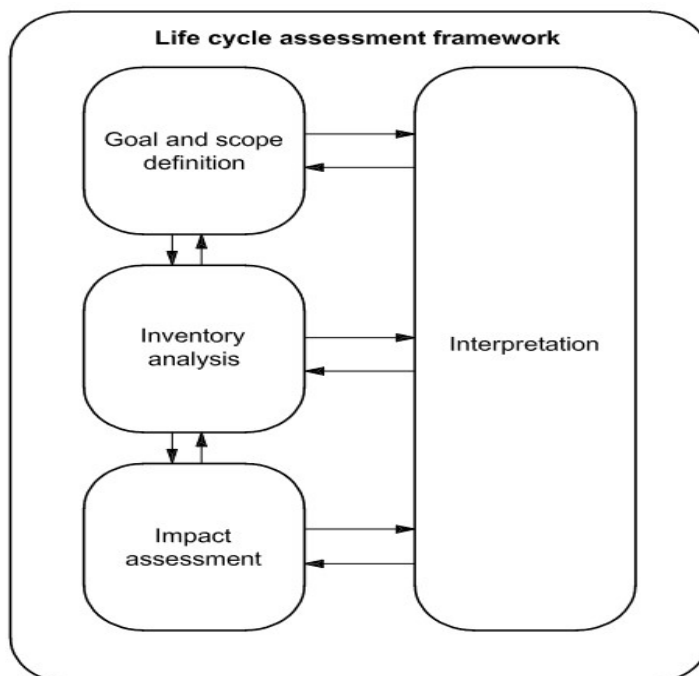 Life cycle assessment framework
Goal and scope
definition
Inventory
analysis
Interpretation
Impact
assessment